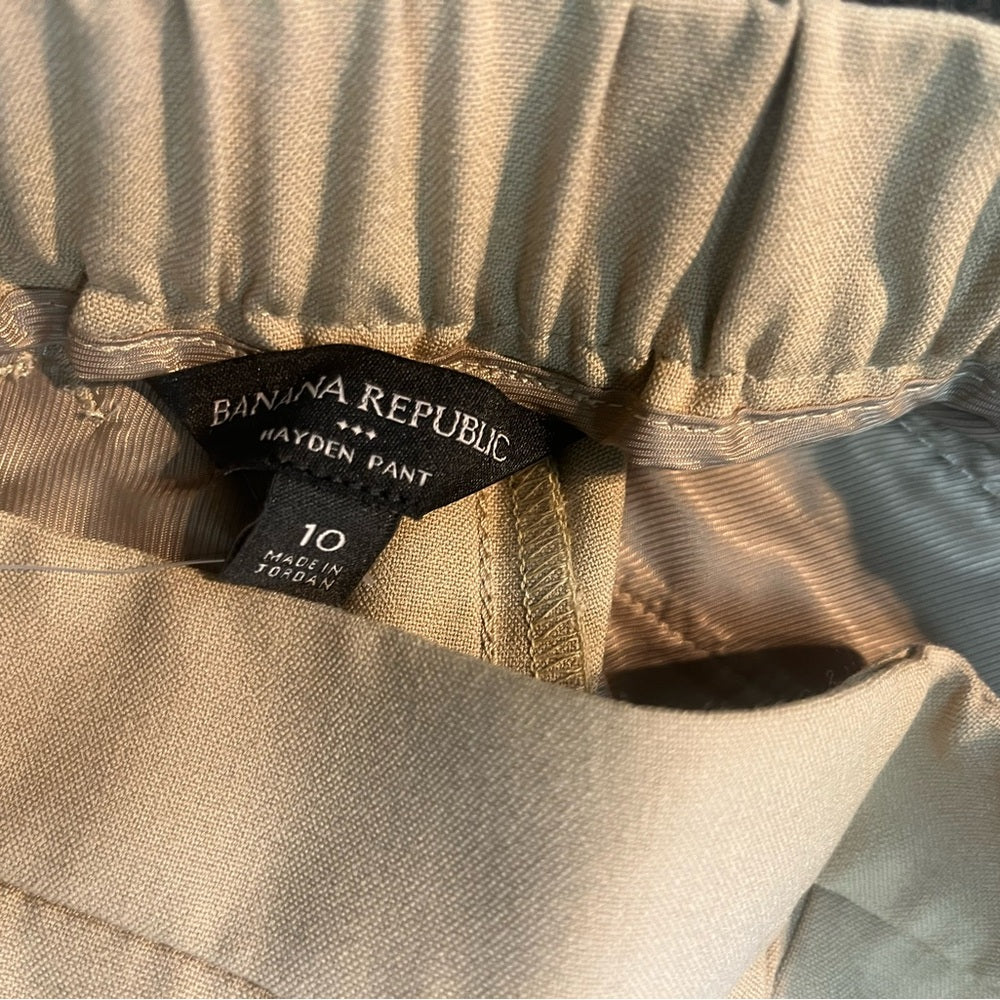 BANANA REPUBLIC
HAYDEN PANT
10
MADE IN
JORDAN